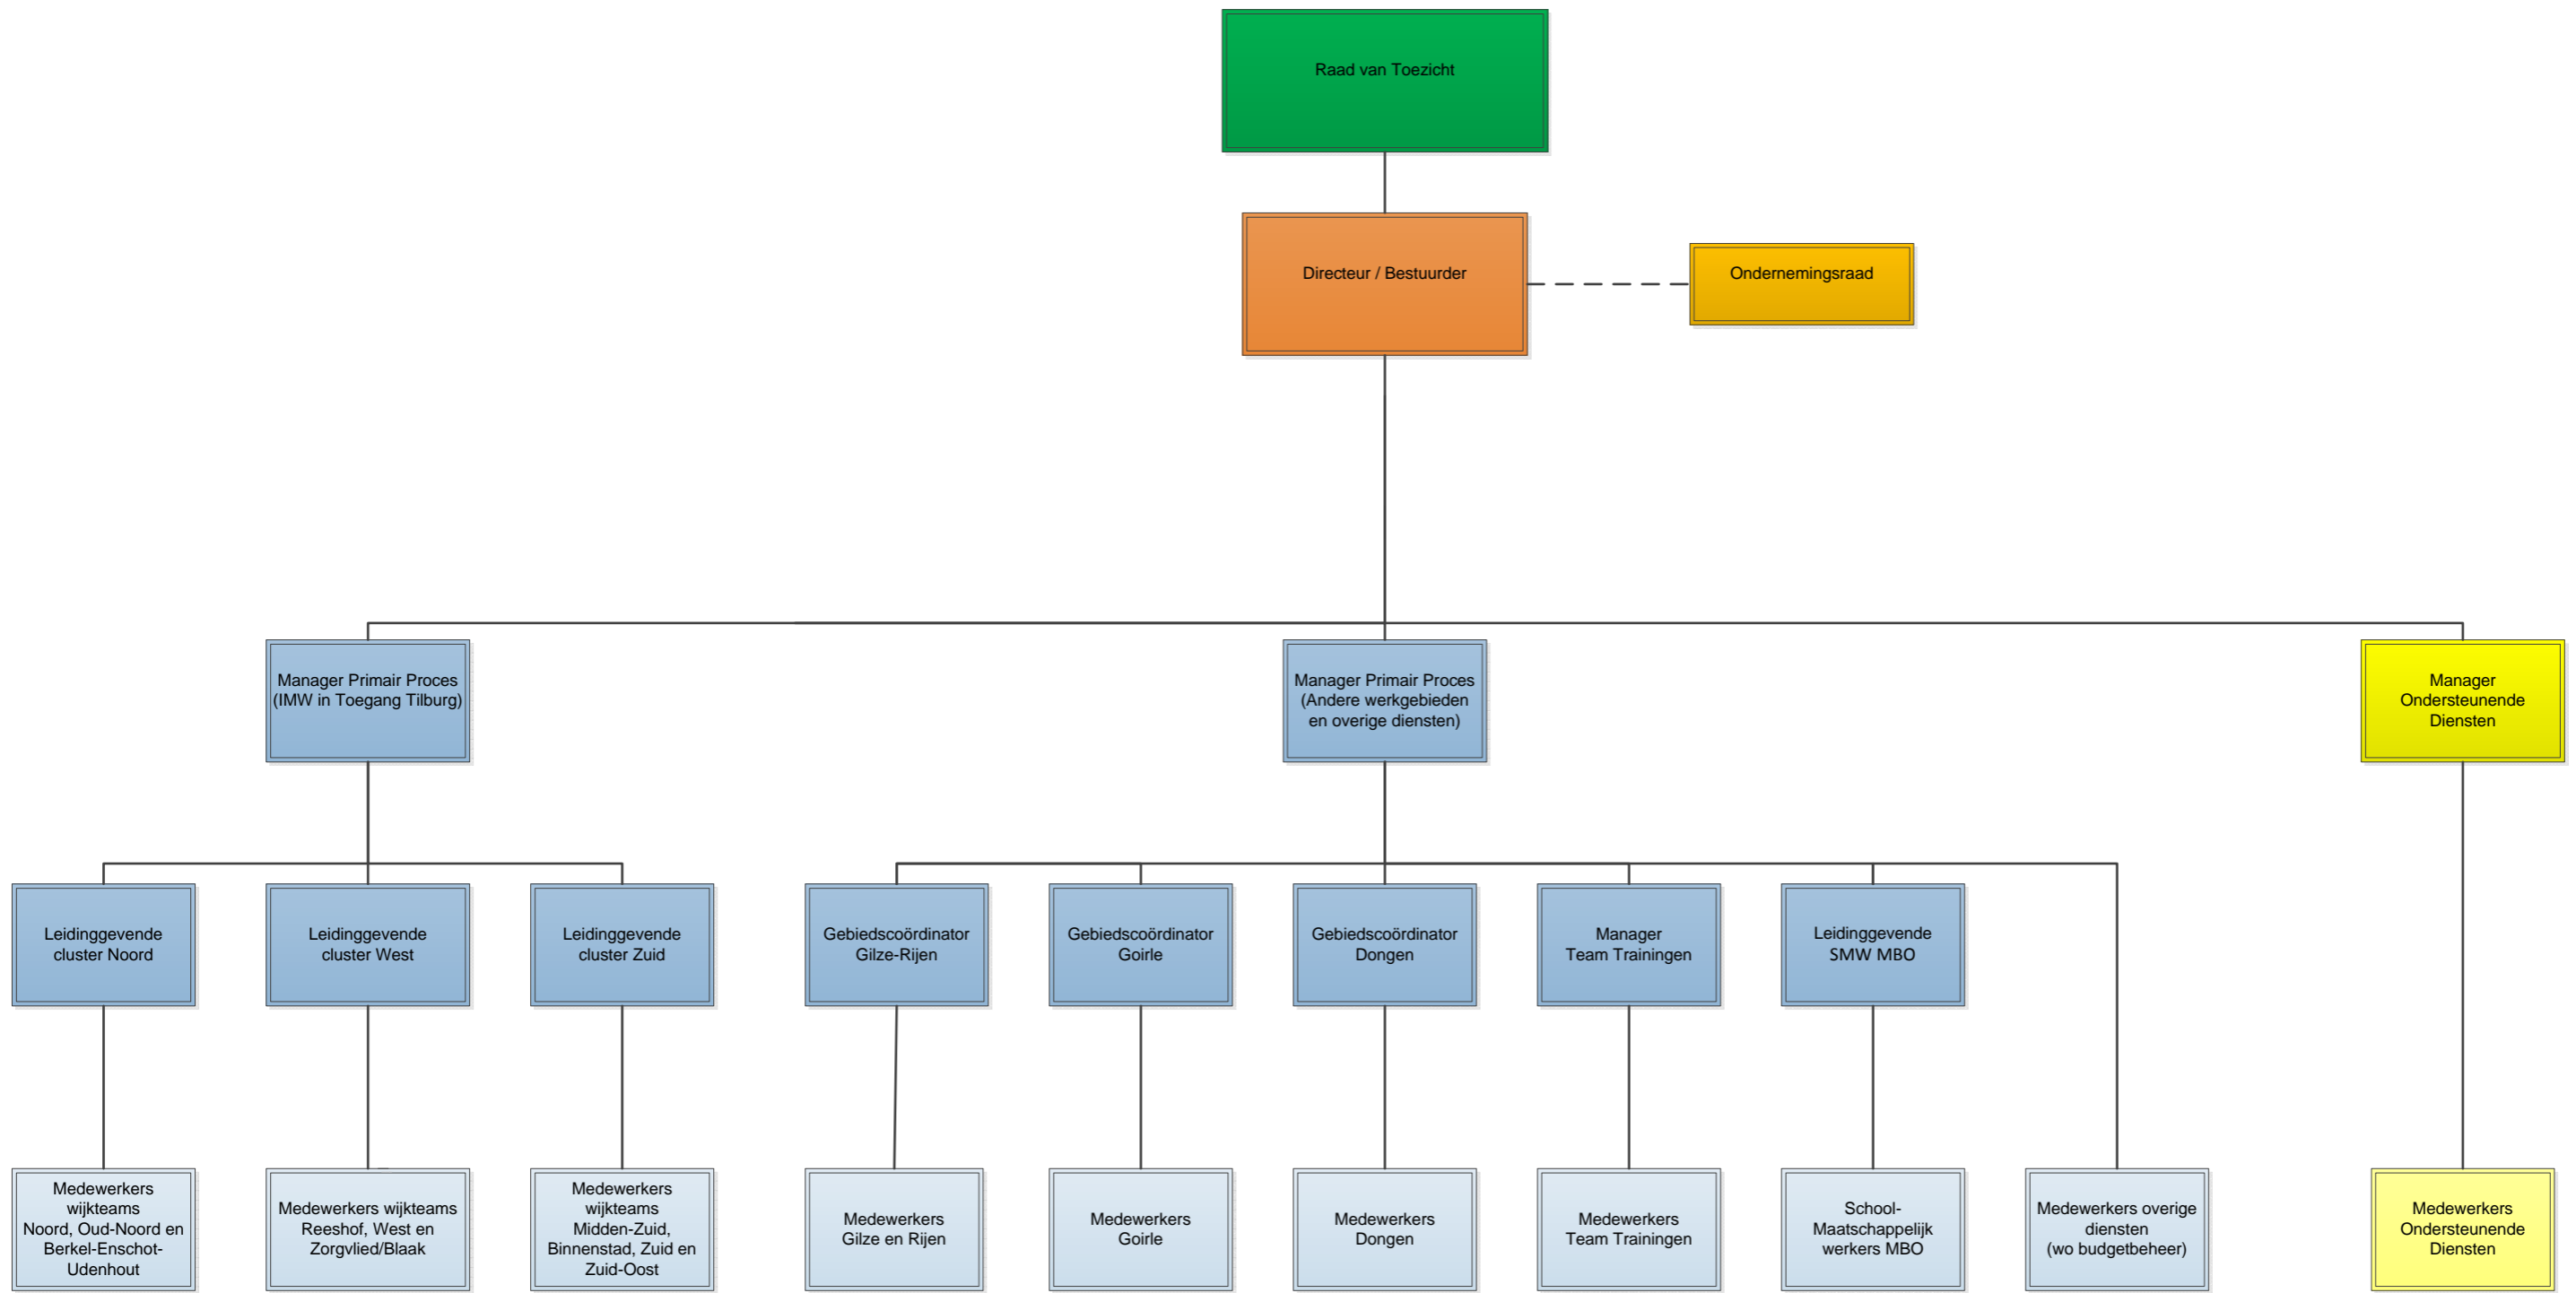 Raad van Toezicht
Directeur / Bestuurder
Ondernemingsraad
Manager Primair Proces
(IMW in Toegang Tilburg)
Manager Primair Proces
(Andere werkgebieden
en overige diensten)
Manager
Ondersteunende
Diensten
Leidinggevende
cluster Noord
Leidinggevende
cluster West
Leidinggevende
cluster Zuid
Gebiedscoördinator
Gilze-Rijen
Gebiedscoördinator
Goirle
Gebiedscoördinator
Dongen
Manager
Team Trainingen
Leidinggevende
SMW MBO
Medewerkers
wijkteams
Noord, Oud-Noord en
Berkel-Enschot-
Udenhout
Medewerkers wijkteams
Reeshof, West en
Zorgvlied/Blaak
Medewerkers
wijkteams
Midden-Zuid,
Binnenstad, Zuid en
Zuid-Oost
Medewerkers
Gilze en Rijen
Medewerkers
Goirle
Medewerkers
Dongen
Medewerkers
Team Trainingen
School-
Maatschappelijk
werkers MBO
Medewerkers overige
diensten
(wo budgetbeheer)
Medewerkers
Ondersteunende
Diensten